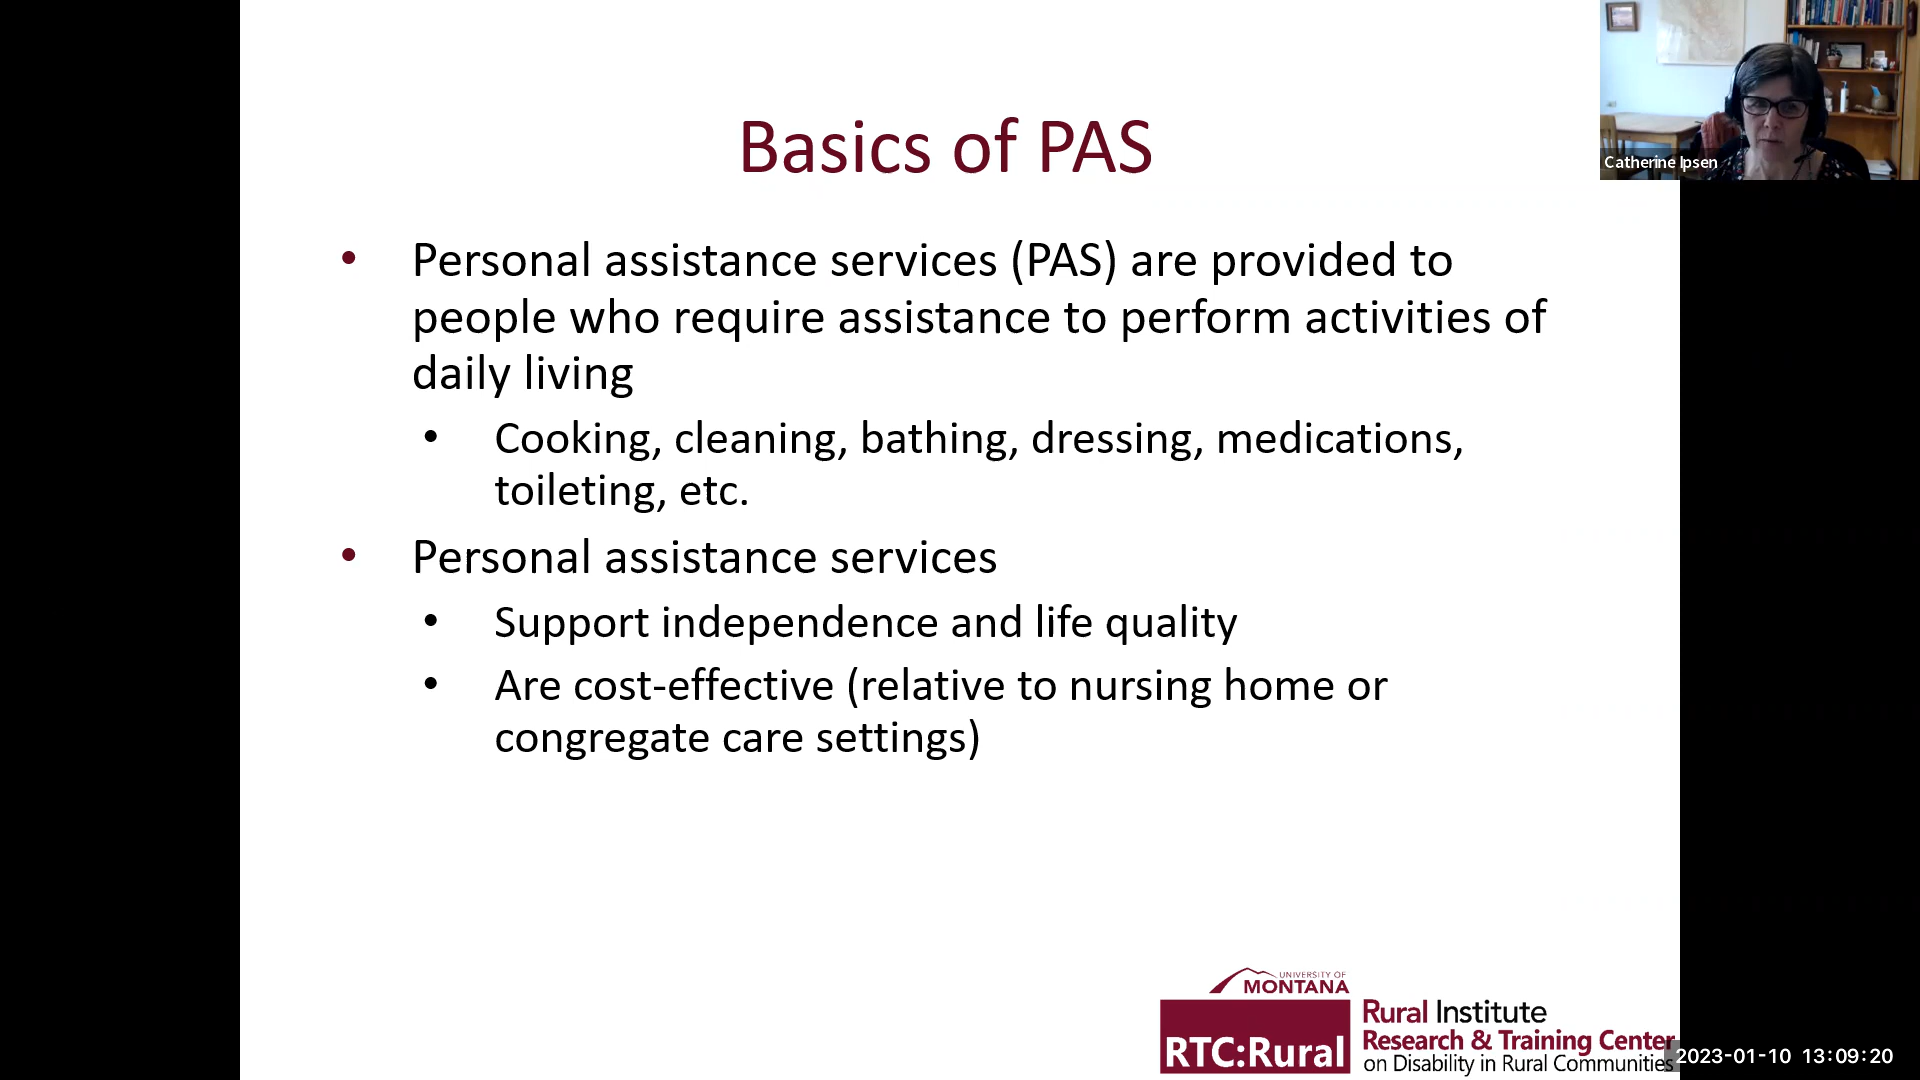 Basics of PAS
Catherine Ipsen
• Personal assistance services (PAS) are provided to
people who require assistance to perform activities of
daily living
• Cooking, cleaning, bathing, dressing, medications,
toileting, etc.
• Personal assistance services
• Support independence and life quality
• Are cost-effective (relative to nursing home or
congregate care settings)
UNIVERSITY OF
MONTANA
RTC:Rural
Rural Institute
Research & Training Center
on Disability in Rural Communities
2023-01-10 13:09:20